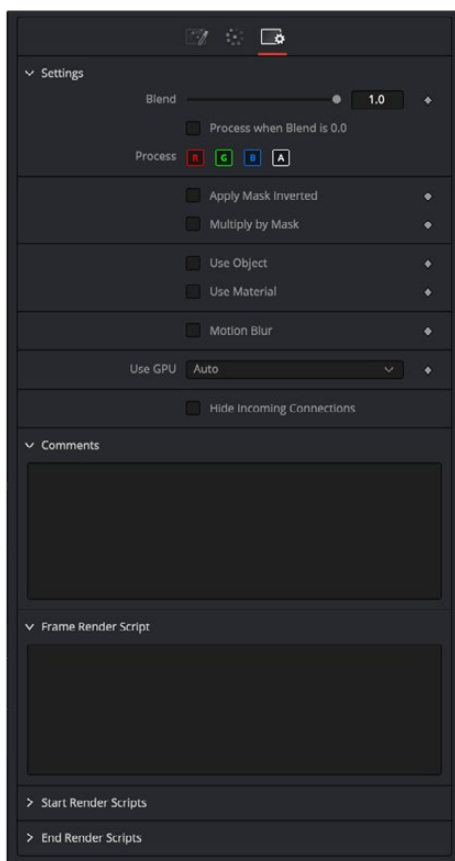 Settings
Blend 1.0
Process when Blend is 0.0
Process R G B A
Apply Mask Inverted
Multiply by Mask
Use Object
Use Material
Motion Blur
Use GPU Auto
Hide Incoming Connections
Comments
Frame Render Script
Start Render Scripts
End Render Scripts